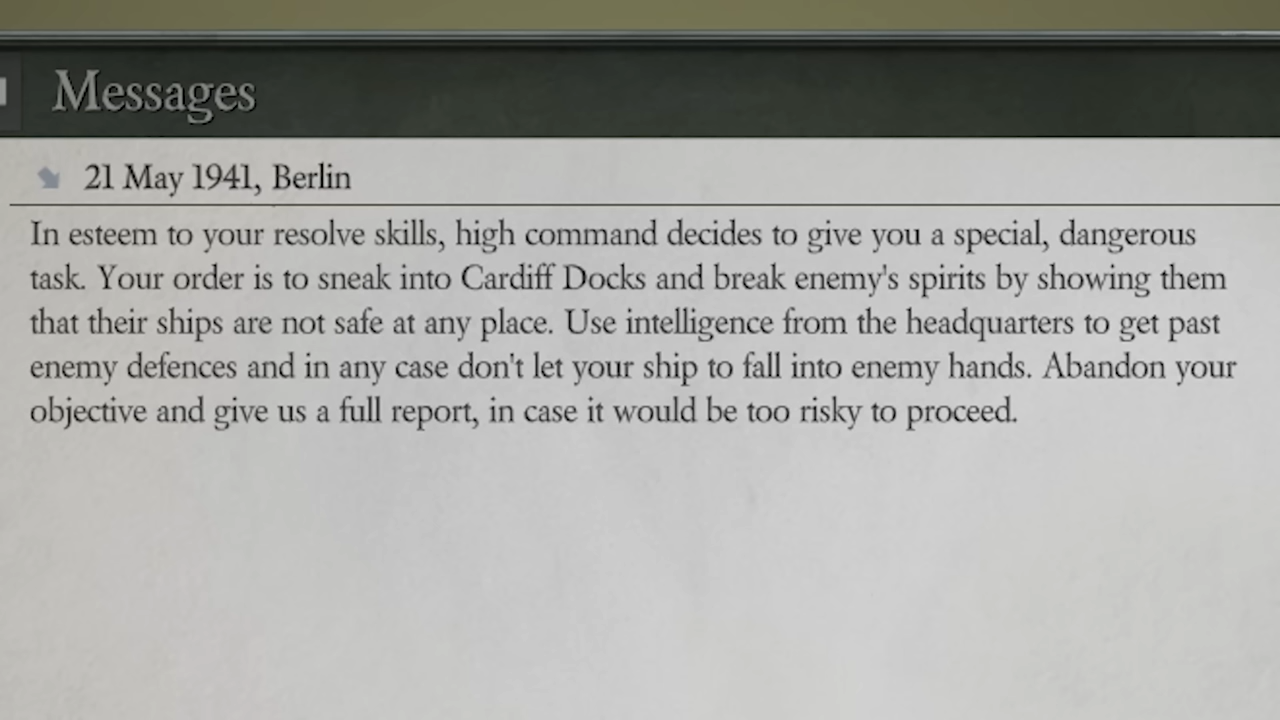 Messages
21 May 1941, Berlin
In esteem to your resolve skills, high command decides to give you a special, dangerous
task. Your order is to sneak into Cardiff Docks and break enemy's spirits by showing them
that their ships are not safe at any place. Use intelligence from the headquarters to get past
enemy defences and in any case don't let your ship to fall into enemy hands. Abandon your
objective and give us a full report, in case it would be too risky to proceed.